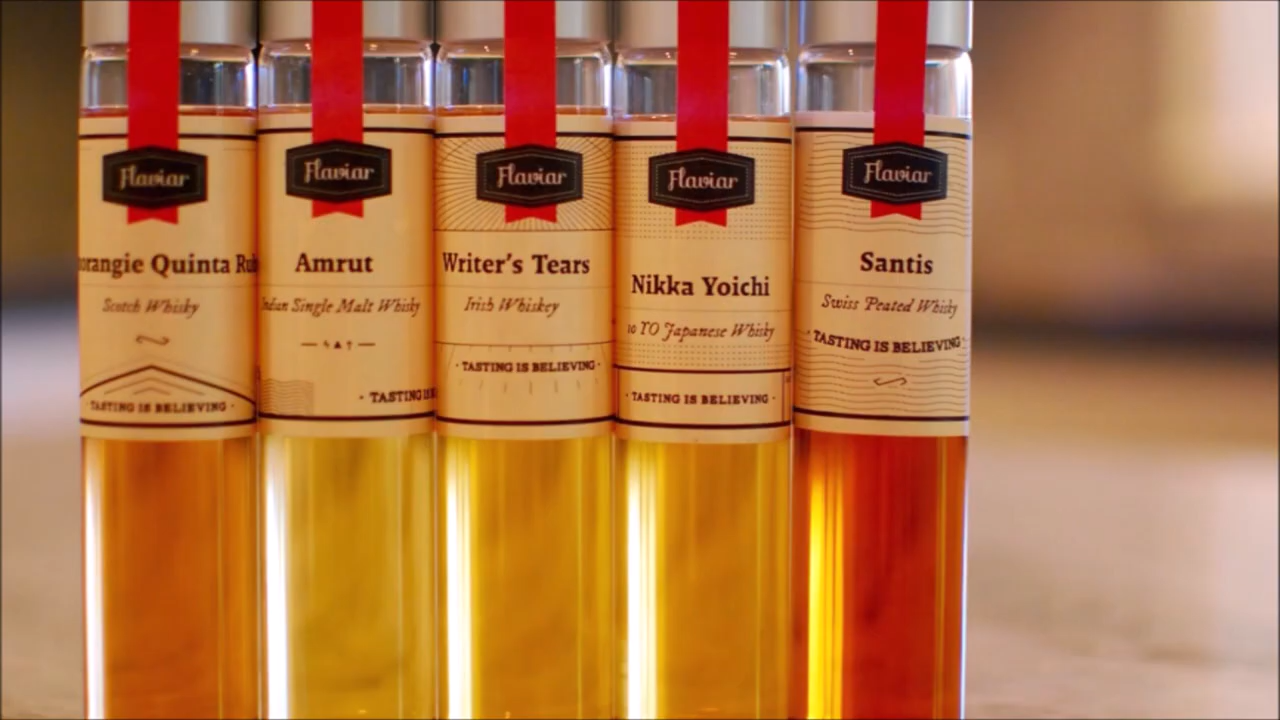 Flaviar
orangie Quinta Rub
Scotch Whisky
TASTING IS BELIEVING ·
Flaviar
Amrut
Indian Single Malt Whisky
· TASTING IS
Flaviar
Writer's Tears
Irish Whiskey
· TASTING IS BELIEVING ·
Flaviar
Nikka Yoichi
10 YO Japanese Whisky
· TASTING IS BELIEVING ·
Flaviar
Santis
Swiss Peated Whisky
· TASTING IS BELIEVING ·